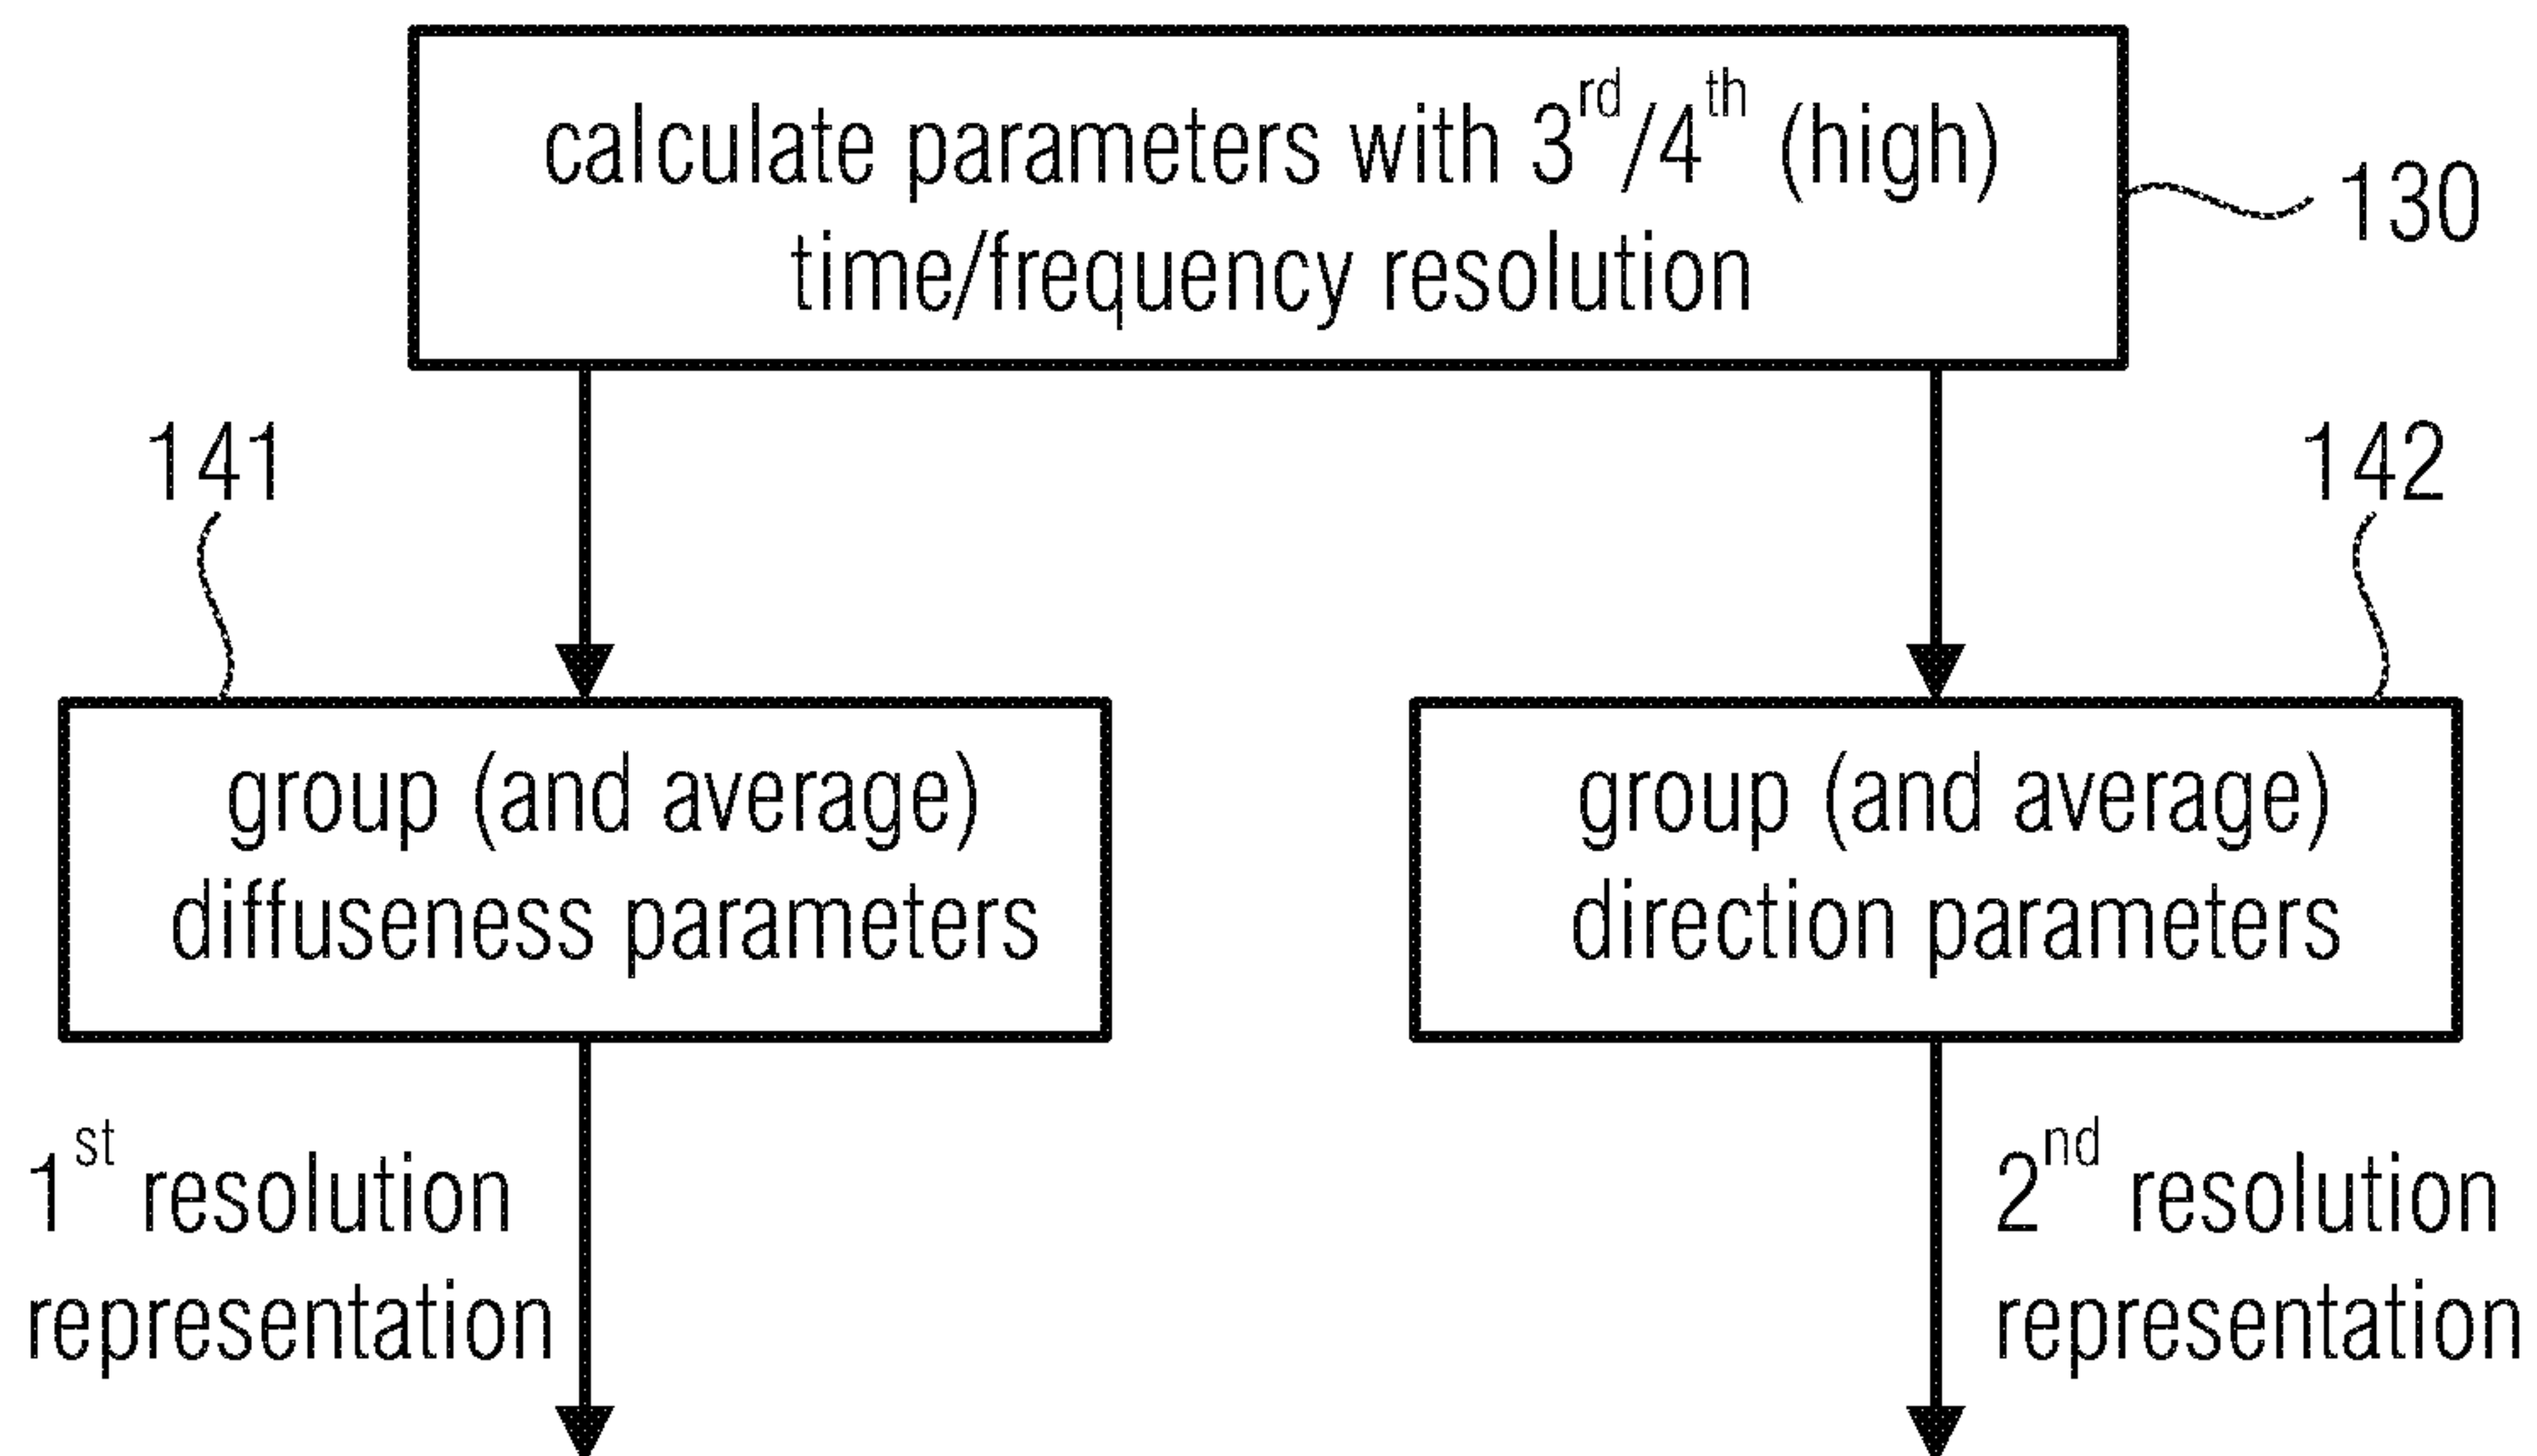 calculate parameters with 3rd/4th (high)
time/frequency resolution
130
141
142
group (and average)
diffuseness parameters
group (and average)
direction parameters
1st resolution
representation
2nd resolution
representation